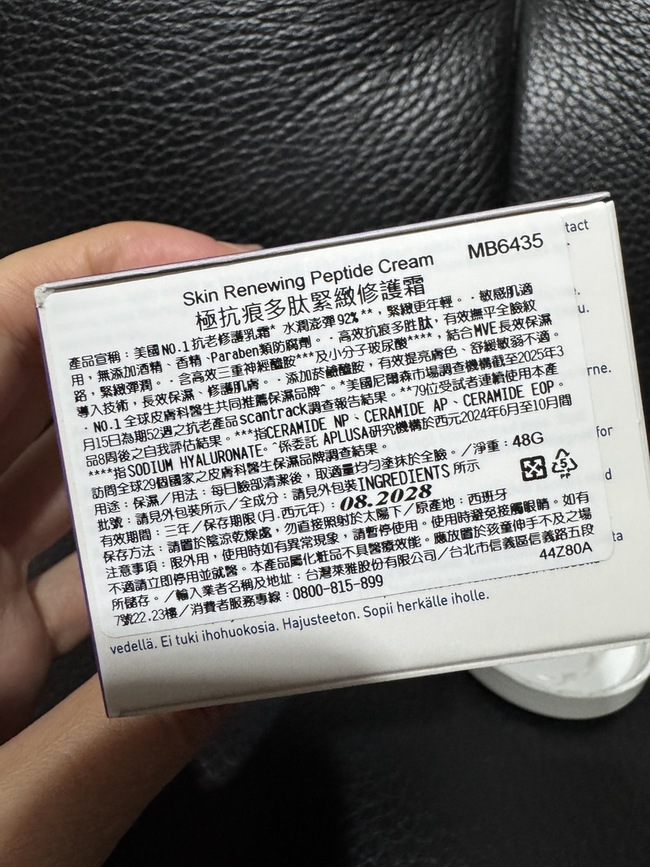 Skin Renewing Peptide Cream MB6435
極抗痕多肽緊緻修護霜
產品宣稱：美國NO.1抗老修護乳霜* 水潤澎彈92%**，緊緻更年輕。．敏感肌適
用，無添加酒精、香精、Paraben類防腐劑。．高效抗痕多胜肽，有效撫平全臉紋
路，緊緻彈潤。．含高效三重神經醯胺***及小分子玻尿酸****，結合MVE長效保濕
導入技術，長效保濕、修護肌膚。．添加菸鹼醯胺，有效提亮膚色、舒緩敏弱不適。
．NO.1 全球皮膚科醫生共同推薦保濕品牌^。*美國尼爾森市場調查機構截至2025年3
月15日為期52週之抗老產品scantrack調查報告結果。**79位受試者連續使用本產
品8周後之自我評估結果。***指CERAMIDE NP、CERAMIDE AP、CERAMIDE EOP。
****指SODIUM HYALURONATE。^係委託 APLUSA研究機構於西元2024年6月至10月間
訪問全球29個國家之皮膚科醫生保濕品牌調查結果。
用途：保濕／用法：每日臉部清潔後，取適量均勻塗抹於全臉。／淨重：48G
批號：請見外包裝所示／全成分：請見外包裝INGREDIENTS 所示
有效期間：三年／保存期限(月.西元年)：08.2028
保存方法：請置於陰涼乾燥處，勿直接照射於太陽下／原產地：西班牙
注意事項：限外用，使用時如有異常現象，請暫停使用。使用時避免接觸眼睛。如有
不適請立即停用並就醫。本產品屬化粧品不具醫療效能。應放置於孩童伸手不及之場
所儲存。／輸入業者名稱及地址：台灣萊雅股份有限公司／台北市信義區信義路五段
7號22.23樓／消費者服務專線：0800-815-899
44Z80A
5
PP
tact
u.
rne.
for
d
ta
vedellä. Ei tuki ihohuokosia. Hajusteeton. Sopii herkälle iholle.